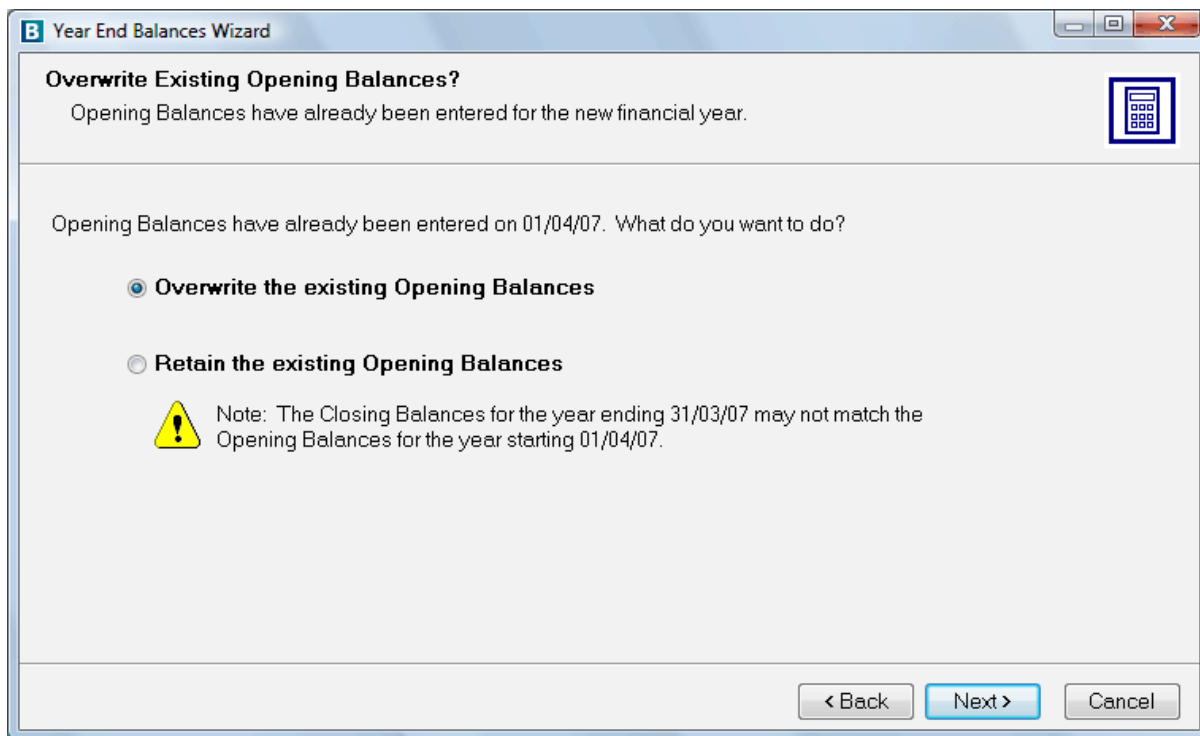 B Year End Balances Wizard
Overwrite Existing Opening Balances?
Opening Balances have already been entered for the new financial year.
Opening Balances have already been entered on 01/04/07. What do you want to do?
Overwrite the existing Opening Balances
Retain the existing Opening Balances
Note: The Closing Balances for the year ending 31/03/07 may not match the
Opening Balances for the year starting 01/04/07.
< Back Next > Cancel